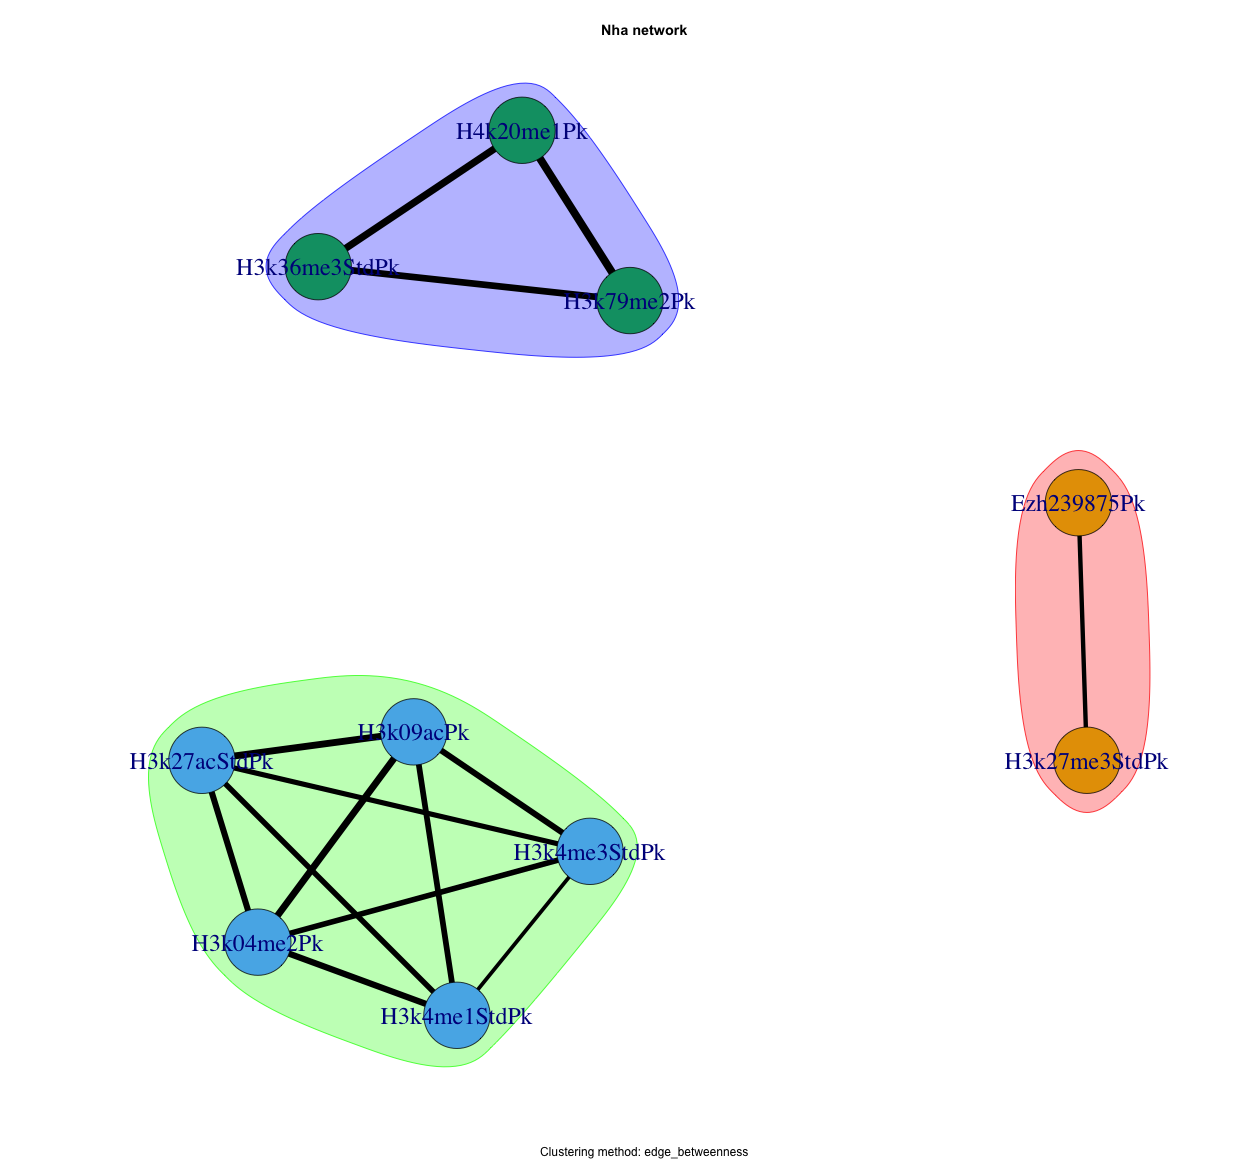 Nha network
H4k20me1Pk
H3k36me3StdPk
H3k79me2Pk
Ezh239875Pk
H3k09acPk
H3k27acStdPk
H3k27me3StdPk
H3k4me3StdPk
H3k04me2Pk
H3k4me1StdPk
Clustering method: edge_betweenness